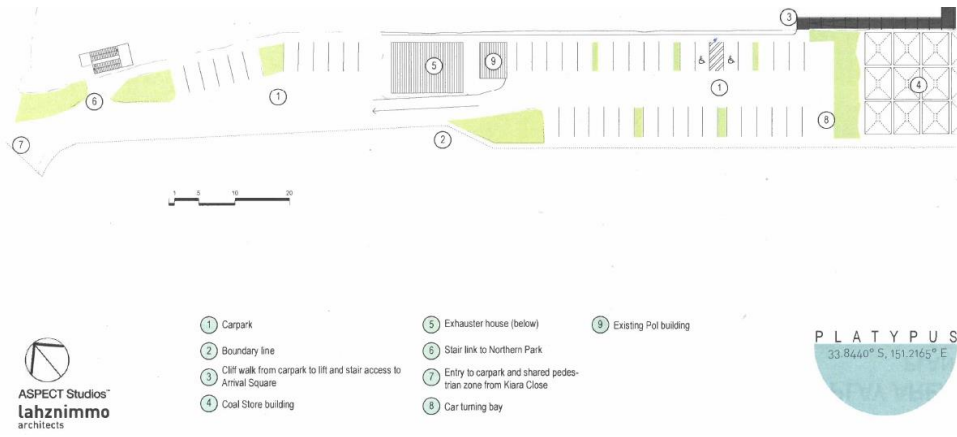 3
5
9
1
4
6
1
8
2
7
1 5 10 20
1 Carpark
2 Boundary line
3 Cliff walk from carpark to lift and stair access to
Arrival Square
4 Coal Store building
5 Exhauster house (below)
6 Stair link to Northern Park
7 Entry to carpark and shared pedes-
trian zone from Kiara Close
8 Car turning bay
9 Existing Pol building
ASPECT Studios™
lahznimmo
architects
PLATYPUS
33.8440° S, 151.2165° E